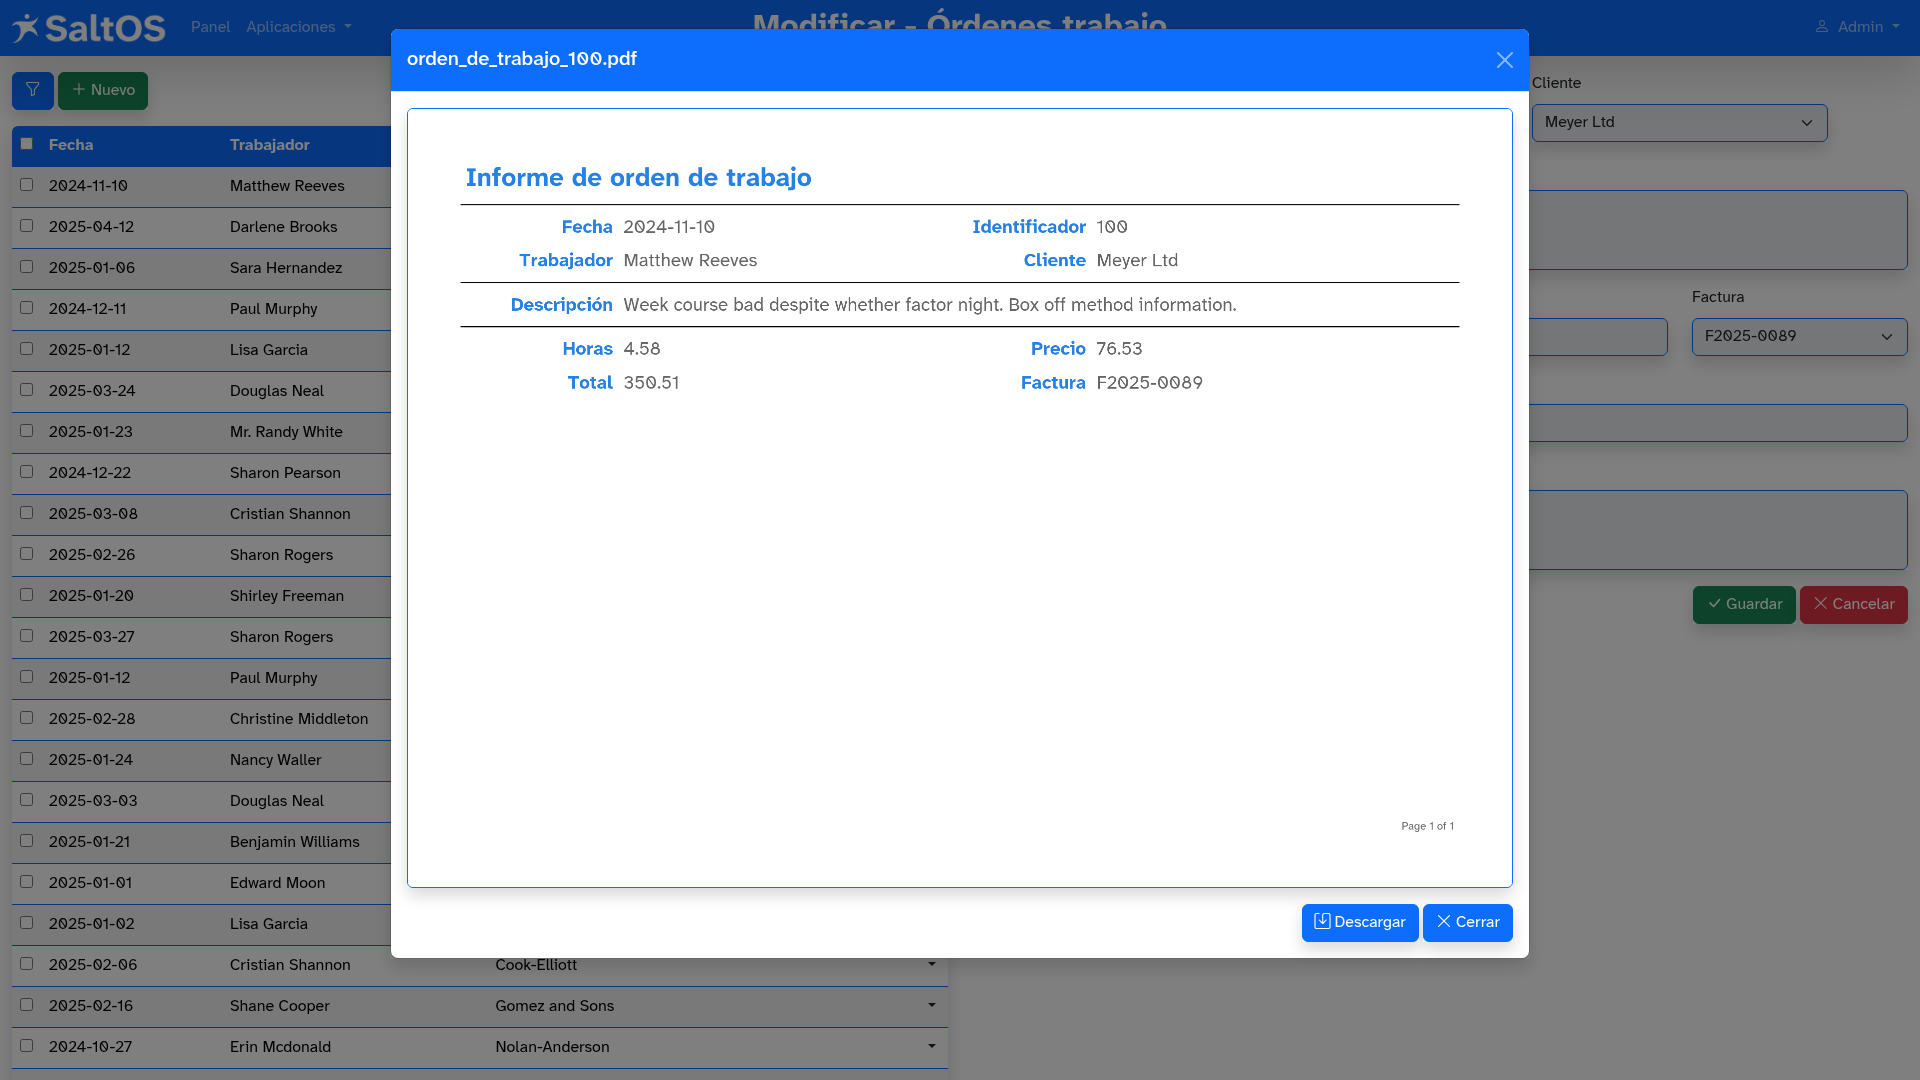 SaltOS Panel Aplicaciones Modificar - Órdenes trabajo Admin
orden_de_trabajo_100.pdf
Nuevo
Cliente
Meyer Ltd
Fecha Trabajador
2024-11-10 Matthew Reeves
2025-04-12 Darlene Brooks
2025-01-06 Sara Hernandez
2024-12-11 Paul Murphy
2025-01-12 Lisa Garcia
2025-03-24 Douglas Neal
2025-01-23 Mr. Randy White
2024-12-22 Sharon Pearson
2025-03-08 Cristian Shannon
2025-02-26 Sharon Rogers
2025-01-20 Shirley Freeman
2025-03-27 Sharon Rogers
2025-01-12 Paul Murphy
2025-02-28 Christine Middleton
2025-01-24 Nancy Waller
2025-03-03 Douglas Neal
2025-01-21 Benjamin Williams
2025-01-01 Edward Moon
2025-01-02 Lisa Garcia
2025-02-06 Cristian Shannon Cook-Elliott
2025-02-16 Shane Cooper Gomez and Sons
2024-10-27 Erin Mcdonald Nolan-Anderson
Informe de orden de trabajo
Fecha 2024-11-10 Identificador 100
Trabajador Matthew Reeves Cliente Meyer Ltd
Descripción Week course bad despite whether factor night. Box off method information.
Horas 4.58 Precio 76.53
Total 350.51 Factura F2025-0089
Page 1 of 1
Descargar Cerrar
Factura
F2025-0089
Guardar Cancelar